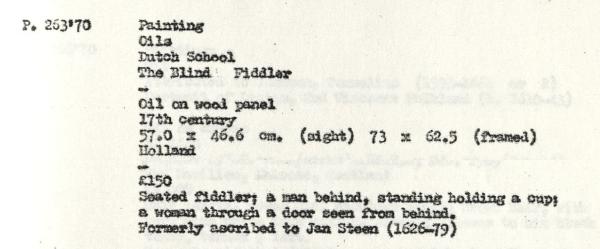 P. 263'70 Painting
Oils
Dutch School
The Blind Fiddler
-
Oil on wood panel
17th century
57.0 x 46.6 cm. (sight) 73 x 62.5 (framed)
Holland
-
£150
Seated fiddler; a man behind, standing holding a cup;
a woman through a door seen from behind.
Formerly ascribed to Jan Steen (1626-79)